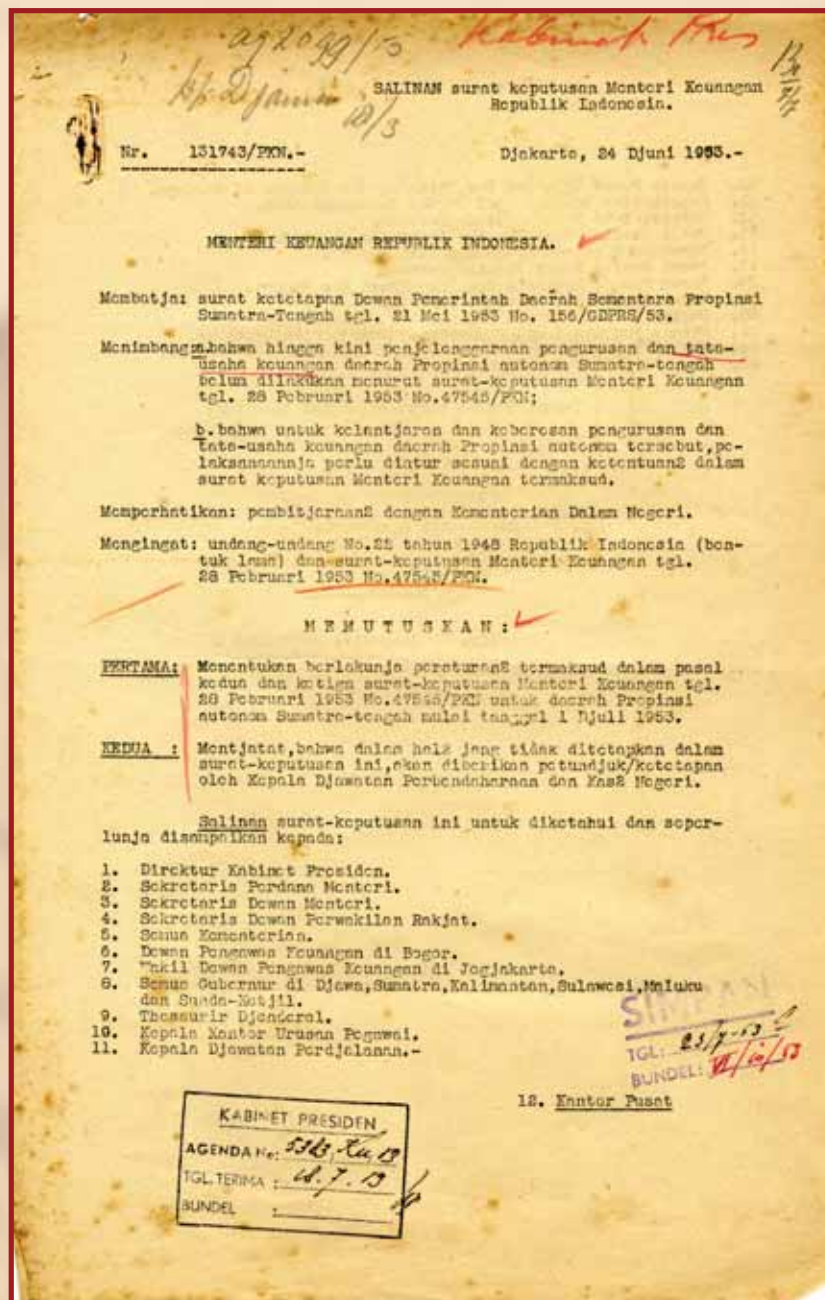 Kabinet Pres
SALINAN surat keputusan Menteri Keuangan
Republik Indonesia.
Nr. 131743/PKN.-
Djakarta, 24 Djuni 1953.-
MENTERI KEUANGAN REPUBLIK INDONESIA.
Membatja: surat ketetapan Dewan Pemerintah Daerah Sementara Propinsi
Sumatra-Tengah tgl. 21 Mei 1953 No. 156/GDPRS/53.
Menimbang: a. bahwa hingga kini penjelenggaraan pengurusan dan tata-
usaha keuangan daerah Propinsi autonom Sumatra-tengah
belum dilakukan menurut surat-keputusan Menteri Keuangan
tgl. 28 Pebruari 1953 No.47545/PKN;
b. bahwa untuk kelantjaran dan keberesan pengurusan dan
tata-usaha keuangan daerah Propinsi autonom tersebut, pe-
laksanaannja perlu diatur sesuai dengan ketentuan2 dalam
surat keputusan Menteri Keuangan termaksud.
Memperhatikan: pembitjaraan2 dengan Kementerian Dalam Negeri.
Mengingat: undang-undang No.22 tahun 1948 Republik Indonesia (ben-
tuk lama) dan surat-keputusan Menteri Keuangan tgl.
28 Pebruari 1953 No.47545/PKN.
M E M U T U S K A N :
PERTAMA: Menentukan berlakunja peraturan2 termaksud dalam pasal
kedua dan ketiga surat-keputusan Menteri Keuangan tgl.
28 Pebruari 1953 No.47545/PKN untuk daerah Propinsi
autonom Sumatra-tengah mulai tanggal 1 Djuli 1953.
KEDUA : Mentjatat, bahwa dalam hal2 jang tidak ditetapkan dalam
surat-keputusan ini, akan diberikan petundjuk/ketetapan
oleh Kepala Djawatan Perbendaharaan dan Kas2 Negeri.
Salinan surat-keputusan ini untuk diketahui dan seper-
lunja disampaikan kepada:
1. Direktur Kabinet Presiden.
2. Sekretaris Perdana Menteri.
3. Sekretaris Dewan Menteri.
4. Sekretaris Dewan Perwakilan Rakjat.
5. Semua Kementerian.
6. Dewan Pengawas Keuangan di Bogor.
7. Wakil Dewan Pengawas Keuangan di Jogjakarta.
8. Semua Gubernur di Djawa, Sumatra, Kalimantan, Sulawesi, Maluku
dan Sunda-Ketjil.
9. Thesaurir Djenderal.
10. Kepala Kantor Urusan Pegawai.
11. Kepala Djawatan Perdjalanan.-
SIMPAN
TGL: 23/7-53
BUNDEL:
12. Kantor Pusat
KABINET PRESIDEN
AGENDA No:
TGL. TERIMA :
BUNDEL :